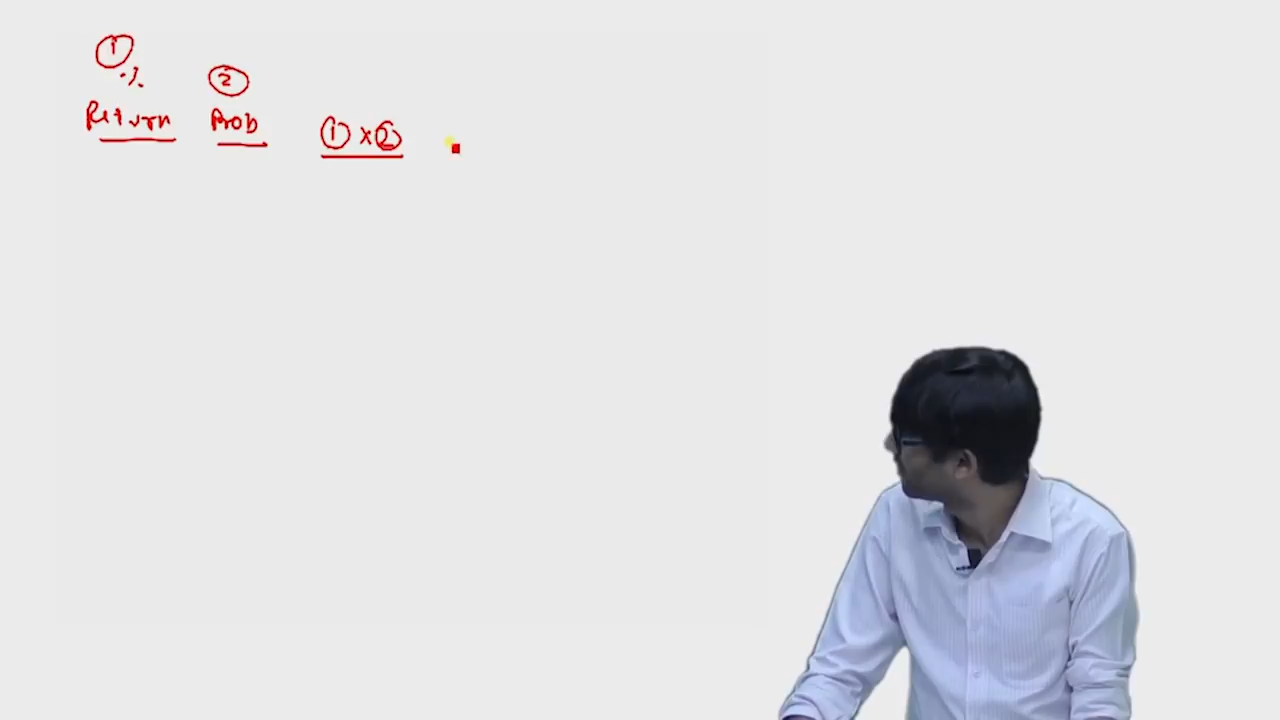 ① ②
%
Return Prob ① × ②